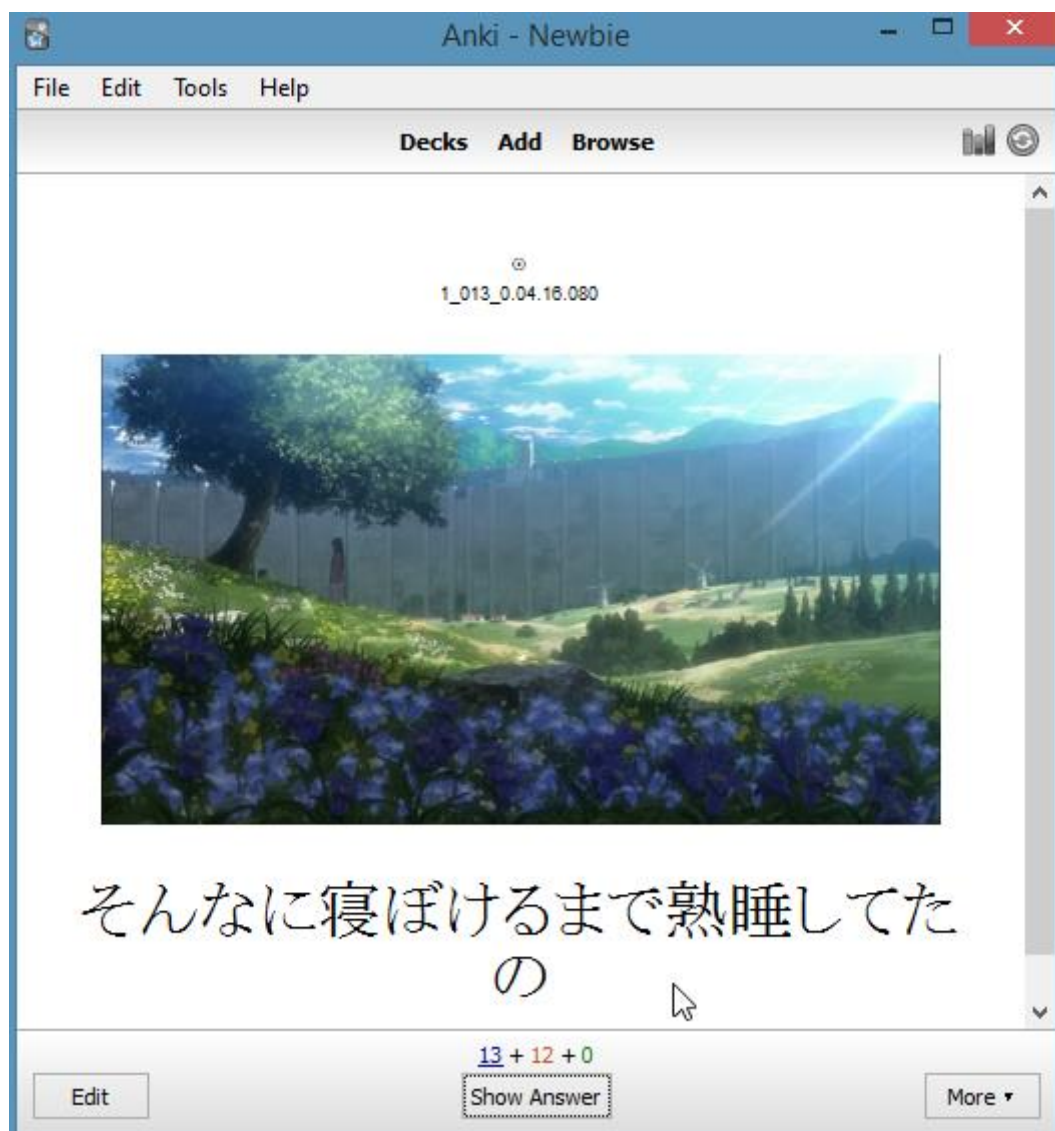 Anki - Newbie
File Edit Tools Help
Decks Add Browse
1_013_0.04.16.080
そんなに寝ぼけるまで熟睡してた
の
13 + 12 + 0
Edit Show Answer More